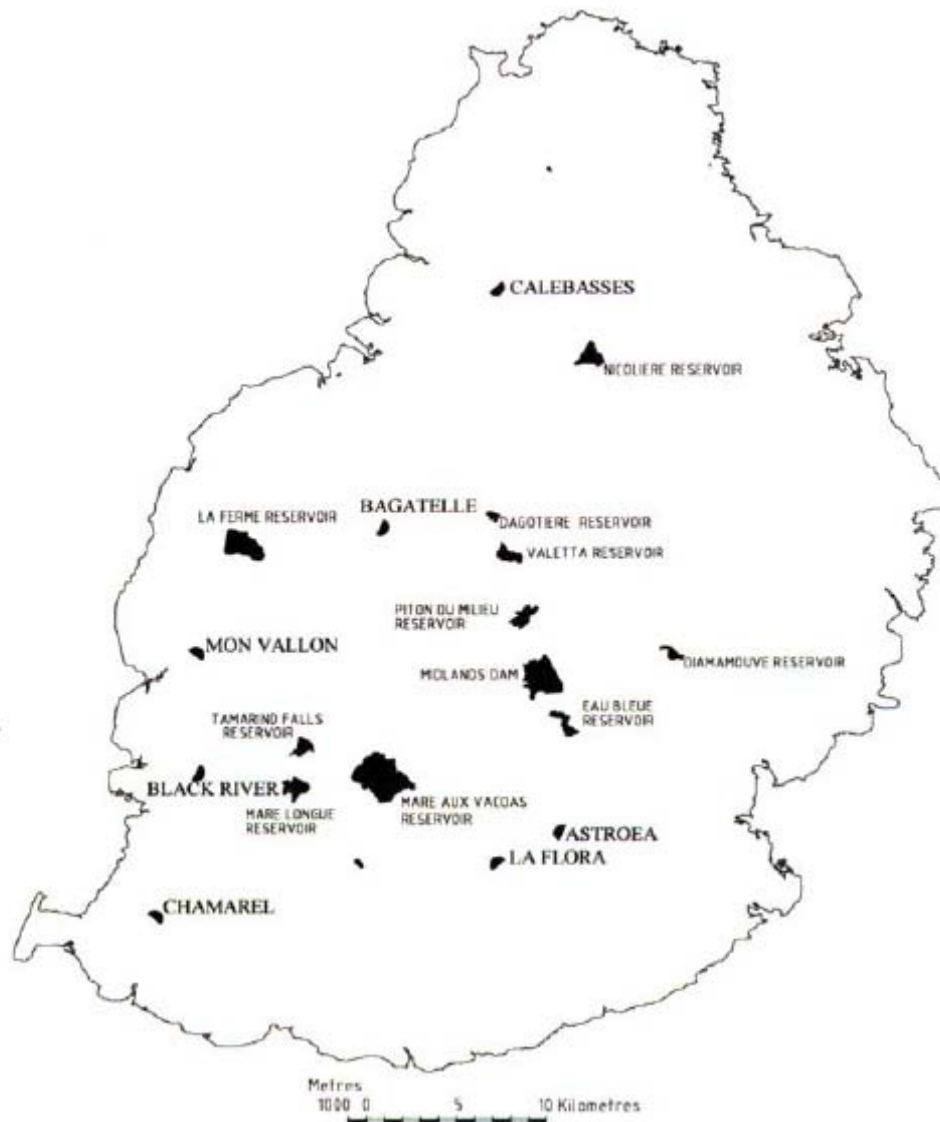 CALEBASSES
NICOLIERE RESERVOIR
BAGATELLE
LA FERME RESERVOIR
DAGOTIERE RESERVOIR
VALETTA RESERVOIR
PITON DU MILIEU
RESERVOIR
MON VALLON
DIAMAMOUVE RESERVOIR
MIDLANDS DAM
EAU BLEUE
RESERVOIR
TAMARIND FALLS
RESERVOIR
BLACK RIVER
MARE LONGUE
RESERVOIR
MARE AUX VACOAS
RESERVOIR
ASTROEA
LA FLORA
CHAMAREL
Metres
1000 0 5 10 Kilometres